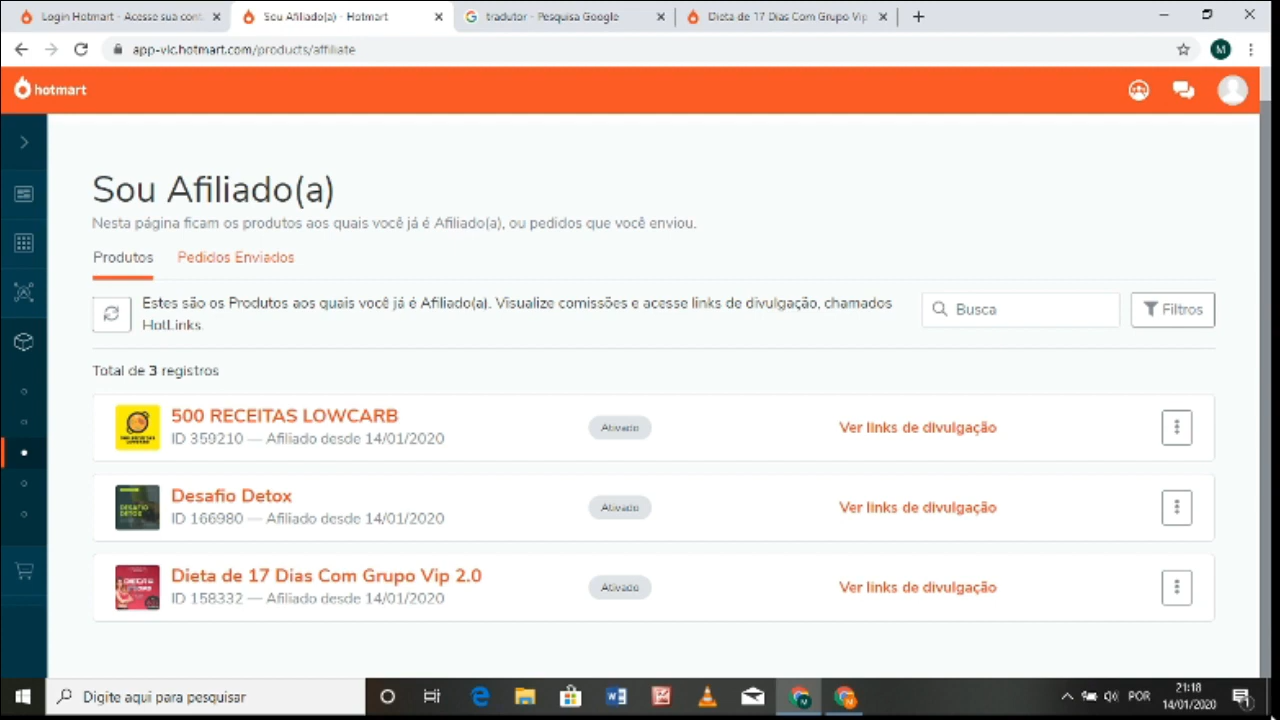 Login Hotmart - Acesse sua cont
Sou Afiliado(a) - Hotmart
tradutor - Pesquisa Google
Dieta de 17 Dias Com Grupo Vip
app-vlc.hotmart.com/products/affiliate
M
hotmart
Sou Afiliado(a)
Nesta página ficam os produtos aos quais você já é Afiliado(a), ou pedidos que você enviou.
Produtos Pedidos Enviados
Estes são os Produtos aos quais você já é Afiliado(a). Visualize comissões e acesse links de divulgação, chamados
HotLinks.
Busca
Filtros
Total de 3 registros
500 RECEITAS LOWCARB
ID 359210 — Afiliado desde 14/01/2020
Ativado
Ver links de divulgação
DESAFIO
DETOX
Desafio Detox
ID 166980 — Afiliado desde 14/01/2020
Ativado
Ver links de divulgação
Dieta de 17 Dias Com Grupo Vip 2.0
ID 158332 — Afiliado desde 14/01/2020
Ativado
Ver links de divulgação
Digite aqui para pesquisar
POR
21:18
14/01/2020